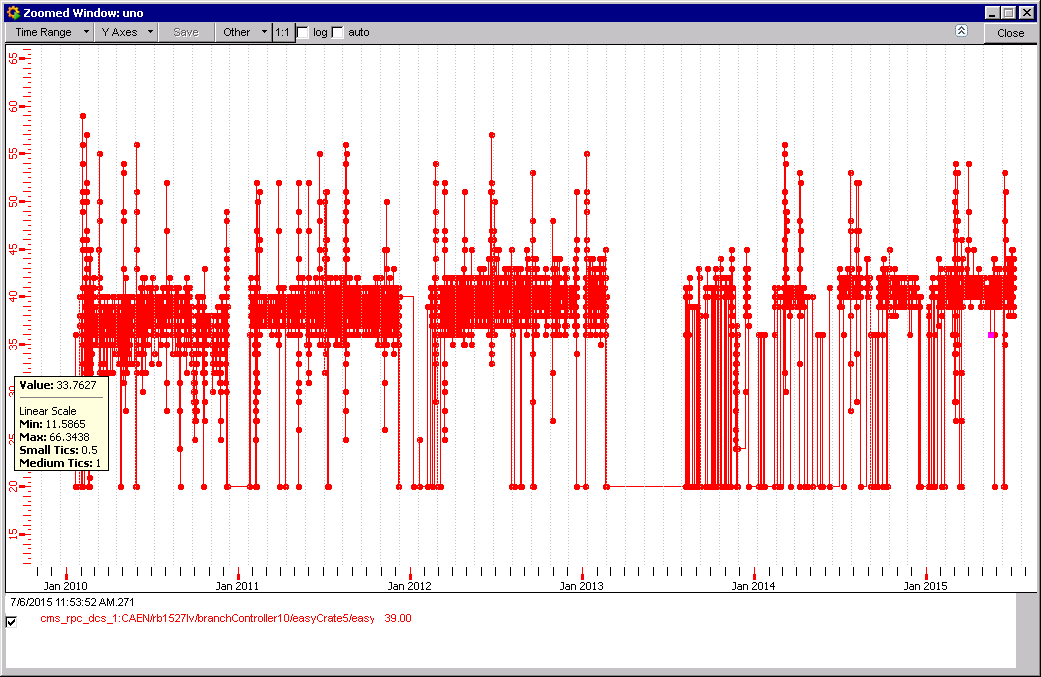 Zoomed Window: uno
Time Range Y Axes Save Other 1:1 log auto Close
65
60
55
50
45
40
35
30
25
20
15
Value: 33.7627
Linear Scale
Min: 11.5865
Max: 66.3438
Small Tics: 0.5
Medium Tics: 1
Jan 2010 Jan 2011 Jan 2012 Jan 2013 Jan 2014 Jan 2015
7/6/2015 11:53:52 AM.271
cms_rpc_dcs_1:CAEN/rb1527lv/branchController10/easyCrate5/easy 39.00